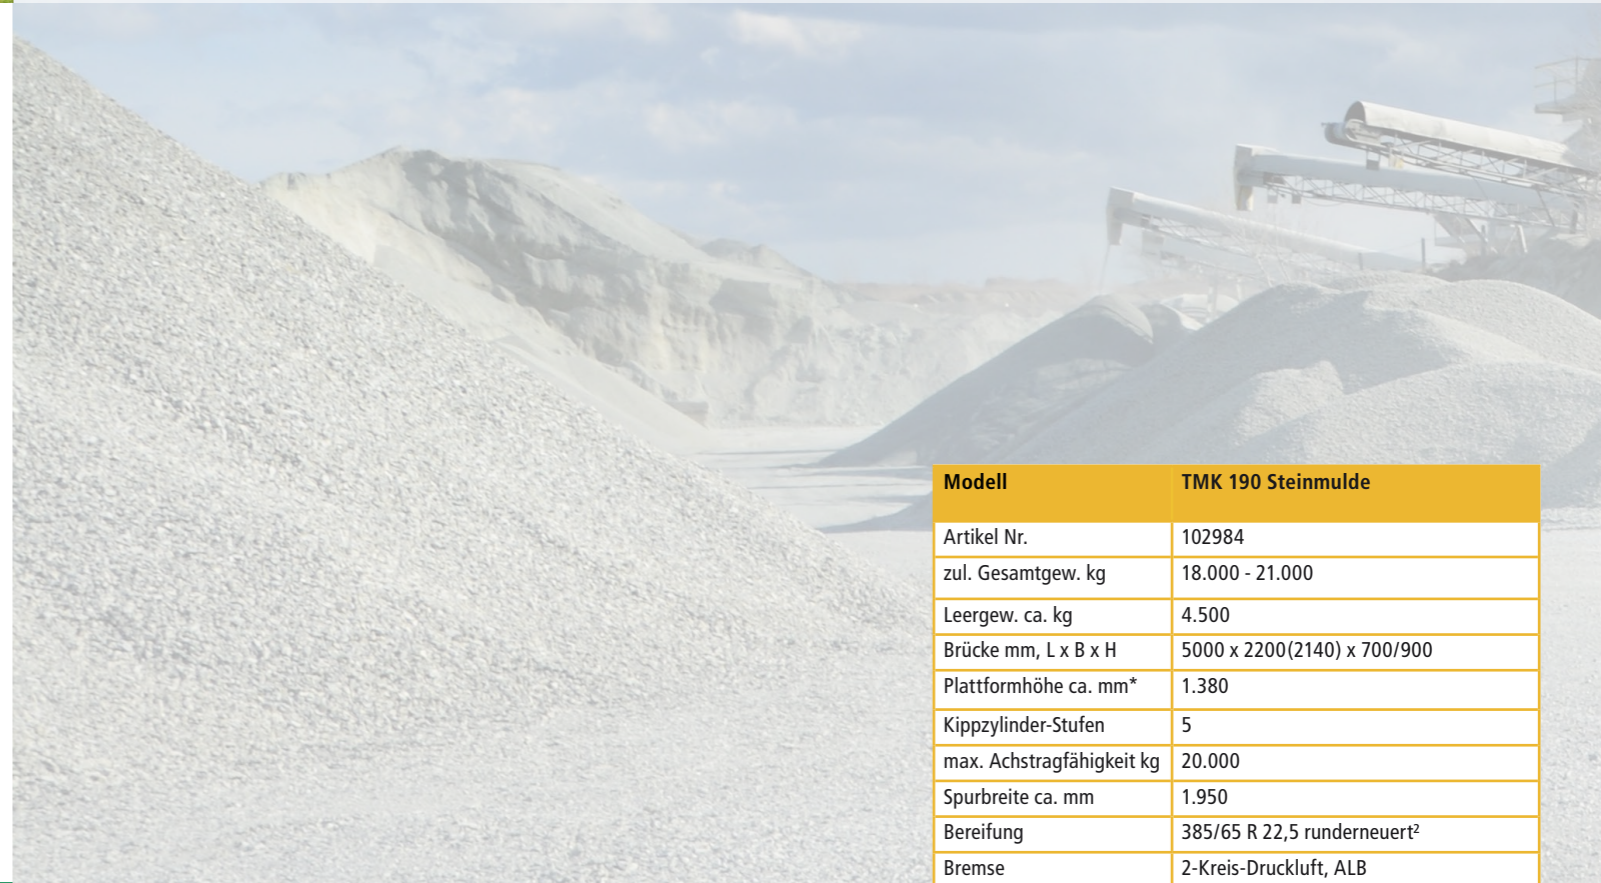 Modell TMK 190 Steinmulde
Artikel Nr. 102984
zul. Gesamtgew. kg 18.000 - 21.000
Leergew. ca. kg 4.500
Brücke mm, L x B x H 5000 x 2200(2140) x 700/900
Plattformhöhe ca. mm* 1.380
Kippzylinder-Stufen 5
max. Achstragfähigkeit kg 20.000
Spurbreite ca. mm 1.950
Bereifung 385/65 R 22,5 runderneuert²
Bremse 2-Kreis-Druckluft, ALB